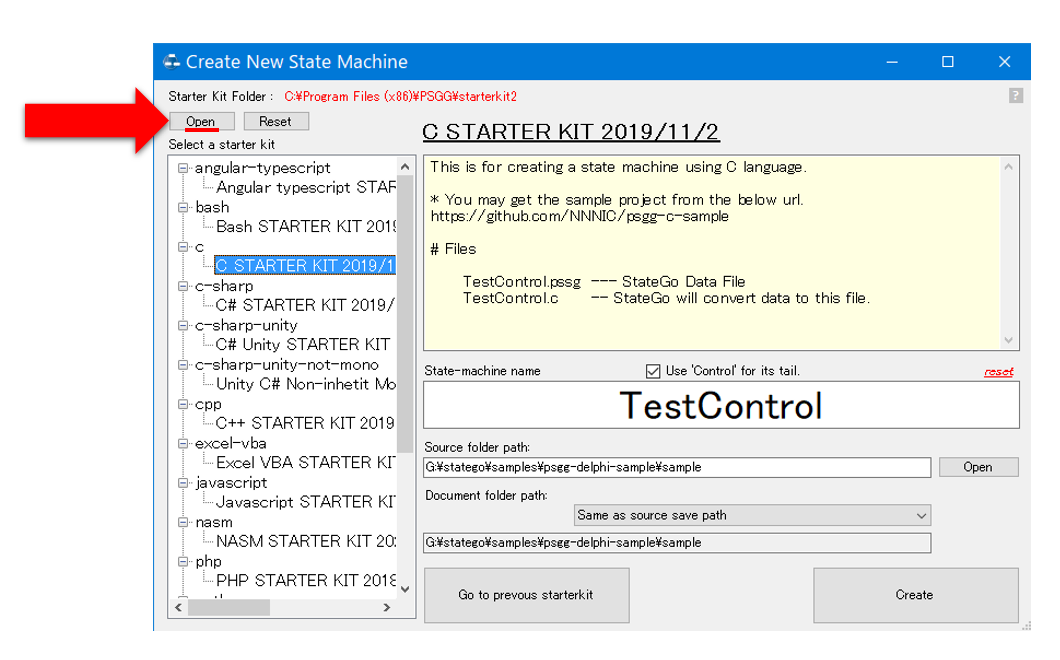 Create New State Machine
Starter Kit Folder : C:¥Program Files (x86)¥PSGG¥starterkit2
?
Open Reset
Select a starter kit
angular-typescript
Angular typescript STAR
bash
Bash STARTER KIT 2019
c
C STARTER KIT 2019/1
c-sharp
C# STARTER KIT 2019/
c-sharp-unity
C# Unity STARTER KIT
c-sharp-unity-not-mono
Unity C# Non-inhetit Mo
cpp
C++ STARTER KIT 2019
excel-vba
Excel VBA STARTER KI
javascript
Javascript STARTER KI
nasm
NASM STARTER KIT 20
php
PHP STARTER KIT 2018
C STARTER KIT 2019/11/2
This is for creating a state machine using C language.
* You may get the sample project from the below url.
https://github.com/NNNIC/psgg-c-sample
# Files
TestControl.pssg --- StateGo Data File
TestControl.c -- StateGo will convert data to this file.
State-machine name Use 'Control' for its tail. reset
TestControl
Source folder path:
G:¥statego¥samples¥psgg-delphi-sample¥sample Open
Document folder path:
Same as source save path
G:¥statego¥samples¥psgg-delphi-sample¥sample
Go to prevous starterkit Create